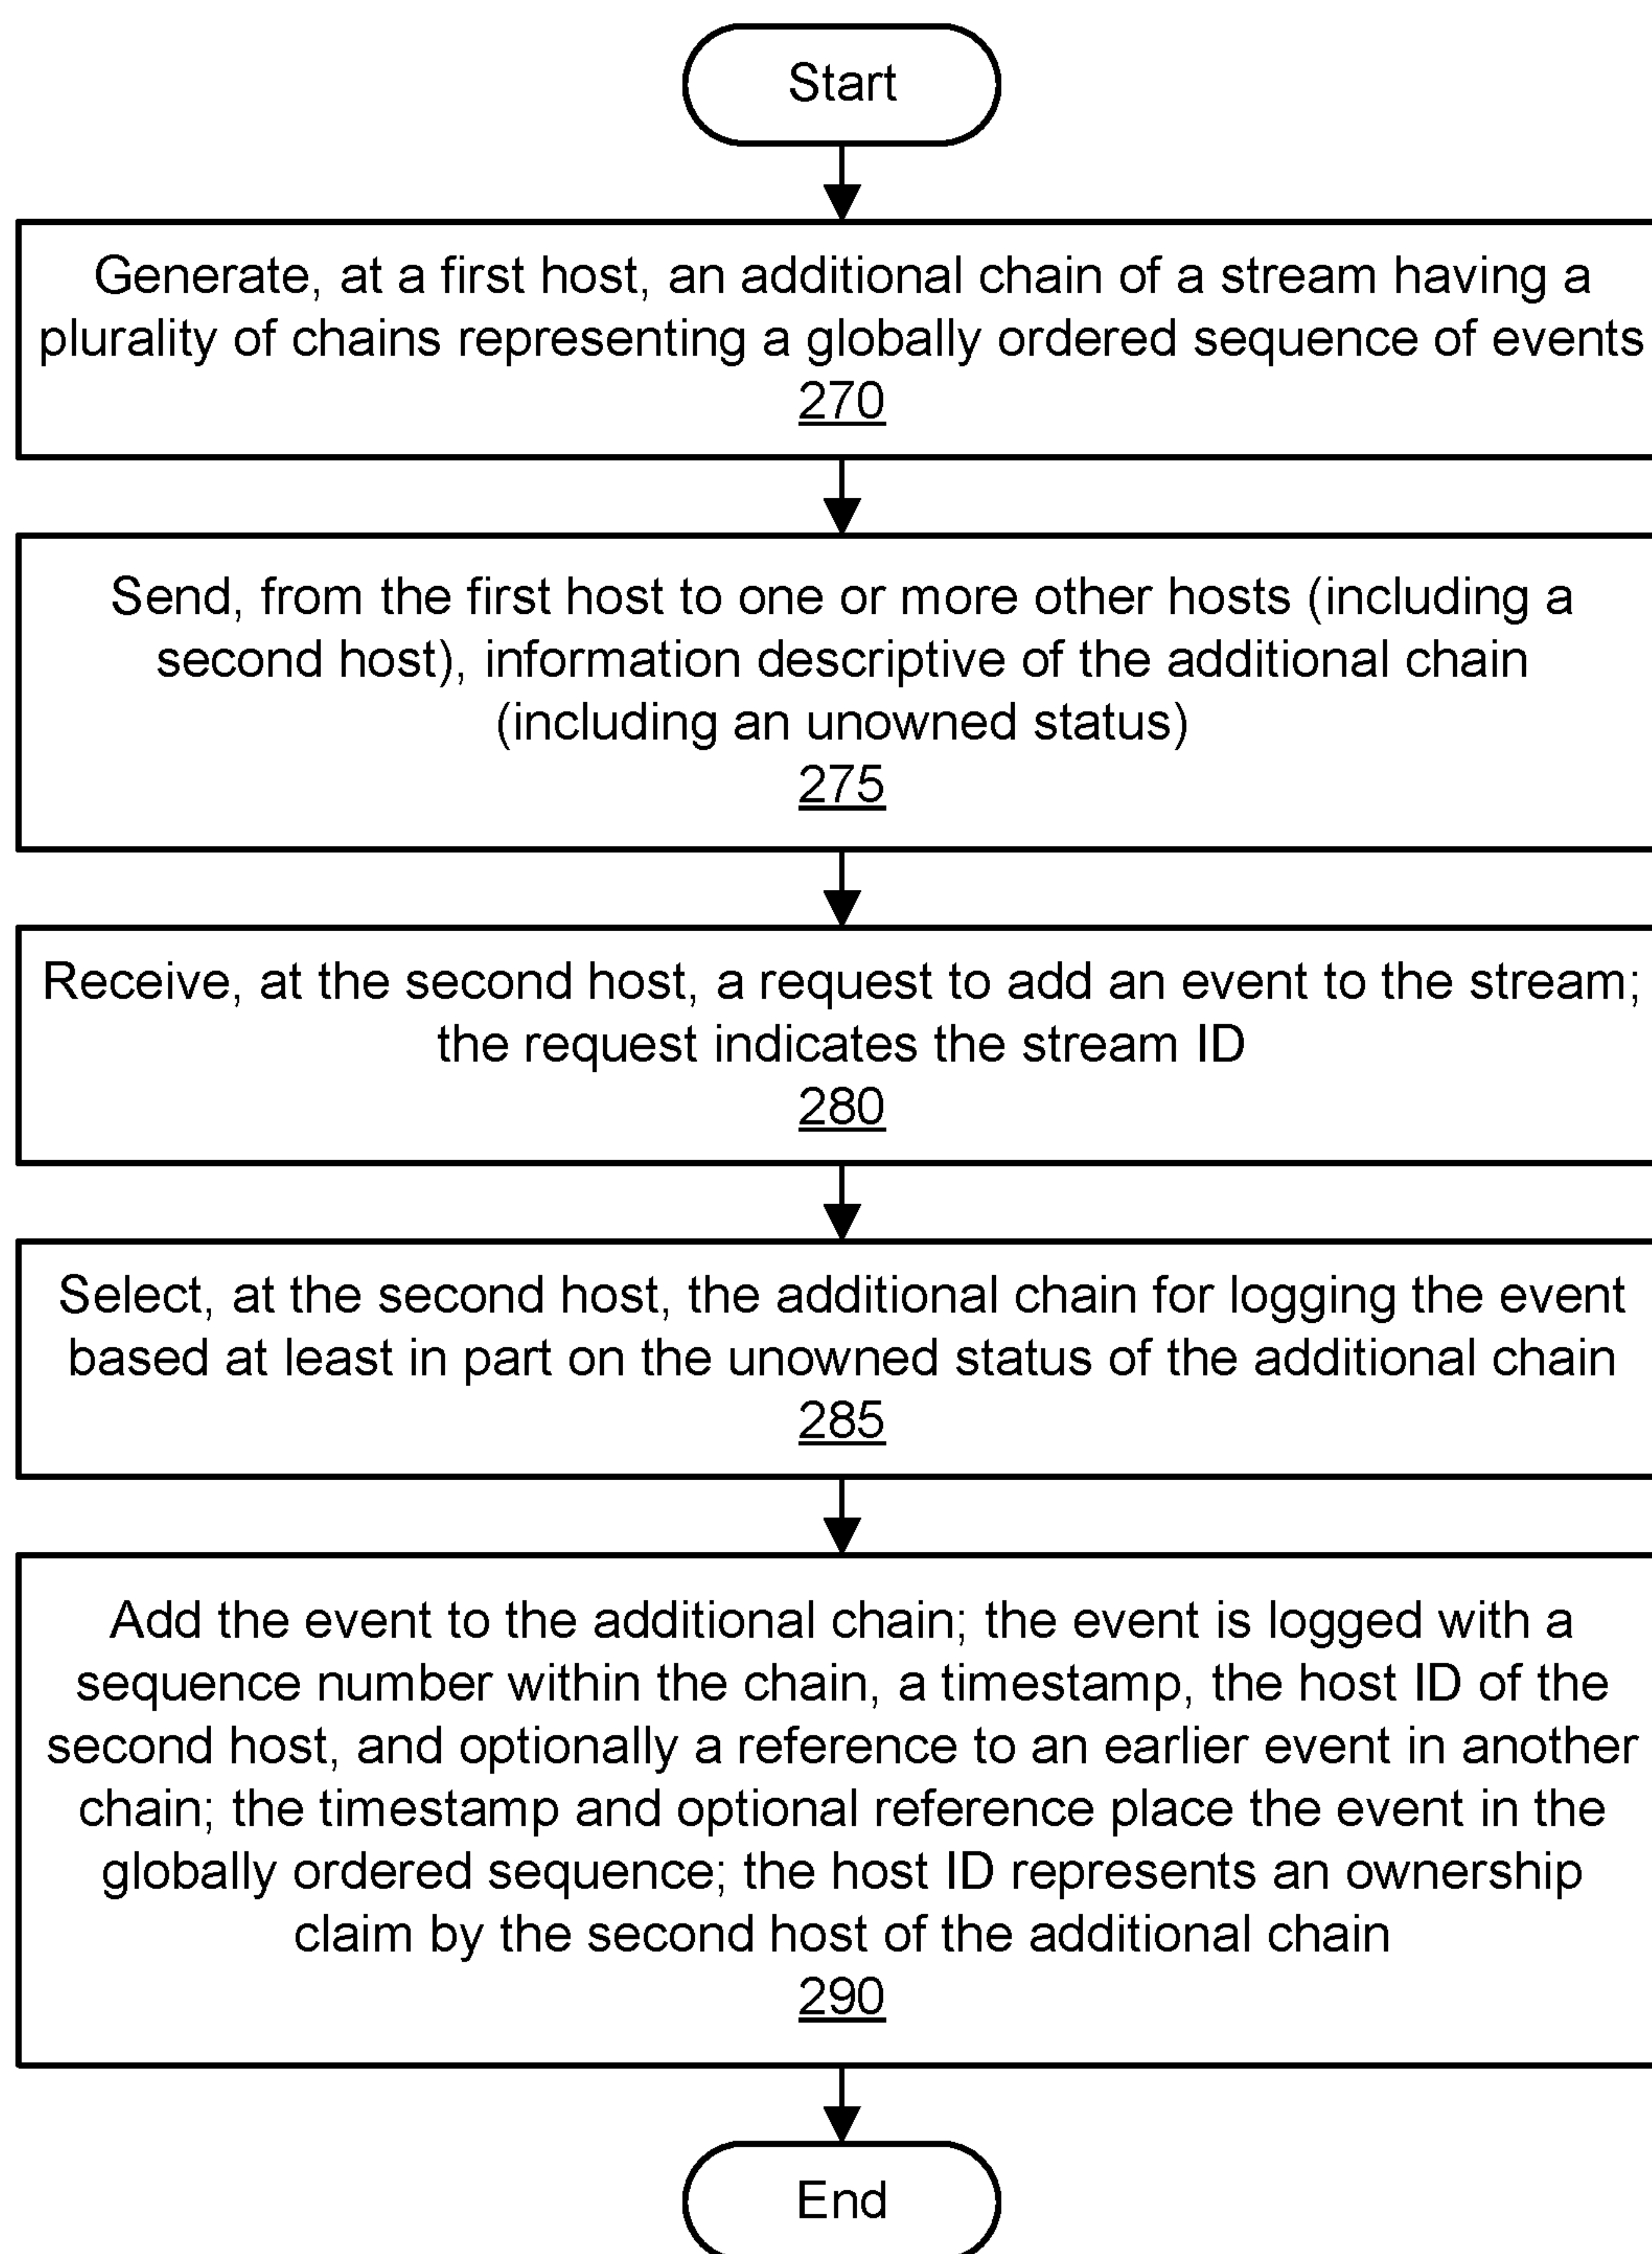 Start
Generate, at a first host, an additional chain of a stream having a
plurality of chains representing a globally ordered sequence of events
270
Send, from the first host to one or more other hosts (including a
second host), information descriptive of the additional chain
(including an unowned status)
275
Receive, at the second host, a request to add an event to the stream;
the request indicates the stream ID
280
Select, at the second host, the additional chain for logging the event
based at least in part on the unowned status of the additional chain
285
Add the event to the additional chain; the event is logged with a
sequence number within the chain, a timestamp, the host ID of the
second host, and optionally a reference to an earlier event in another
chain; the timestamp and optional reference place the event in the
globally ordered sequence; the host ID represents an ownership
claim by the second host of the additional chain
290
End